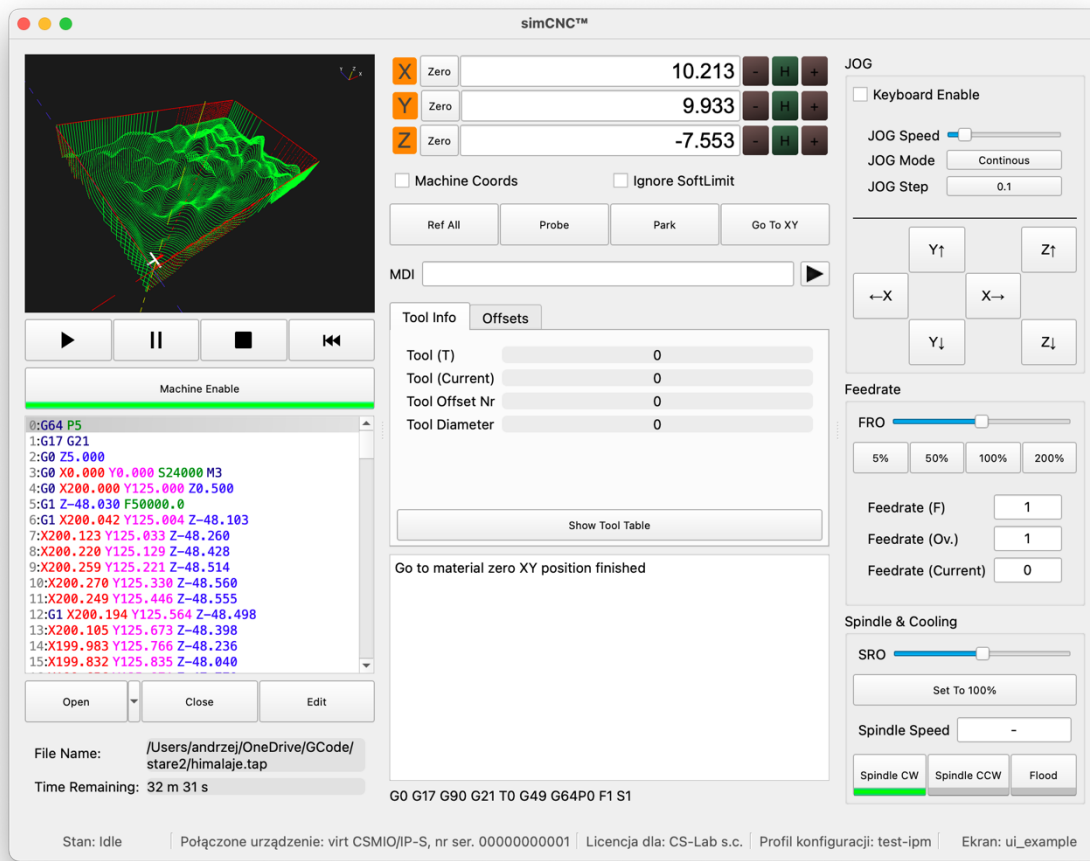 simCNC™
X Zero 10.213 - H +
Y Zero 9.933 - H +
Z Zero -7.553 - H +
Machine Coords Ignore SoftLimit
Ref All Probe Park Go To XY
MDI
Tool Info Offsets
Tool (T) 0
Tool (Current) 0
Tool Offset Nr 0
Tool Diameter 0
Show Tool Table
Go to material zero XY position finished
G0 G17 G90 G21 T0 G49 G64P0 F1 S1
Machine Enable
0:G64 P5
1:G17 G21
2:G0 Z5.000
3:G0 X0.000 Y0.000 S24000 M3
4:G0 X200.000 Y125.000 Z0.500
5:G1 Z-48.030 F50000.0
6:G1 X200.042 Y125.004 Z-48.103
7:X200.123 Y125.033 Z-48.260
8:X200.220 Y125.129 Z-48.428
9:X200.259 Y125.221 Z-48.514
10:X200.270 Y125.330 Z-48.560
11:X200.249 Y125.446 Z-48.555
12:G1 X200.194 Y125.564 Z-48.498
13:X200.105 Y125.673 Z-48.398
14:X199.983 Y125.766 Z-48.236
15:X199.832 Y125.835 Z-48.040
Open Close Edit
File Name: /Users/andrzej/OneDrive/GCode/
stare2/himalaje.tap
Time Remaining: 32 m 31 s
JOG
Keyboard Enable
JOG Speed
JOG Mode Continous
JOG Step 0.1
Y↑ Z↑
←X X→
Y↓ Z↓
Feedrate
FRO
5% 50% 100% 200%
Feedrate (F) 1
Feedrate (Ov.) 1
Feedrate (Current) 0
Spindle & Cooling
SRO
Set To 100%
Spindle Speed -
Spindle CW Spindle CCW Flood
Stan: Idle Połączone urządzenie: virt CSMIO/IP-S, nr ser. 00000000001 Licencja dla: CS-Lab s.c. Profil konfiguracji: test-ipm Ekran: ui_example